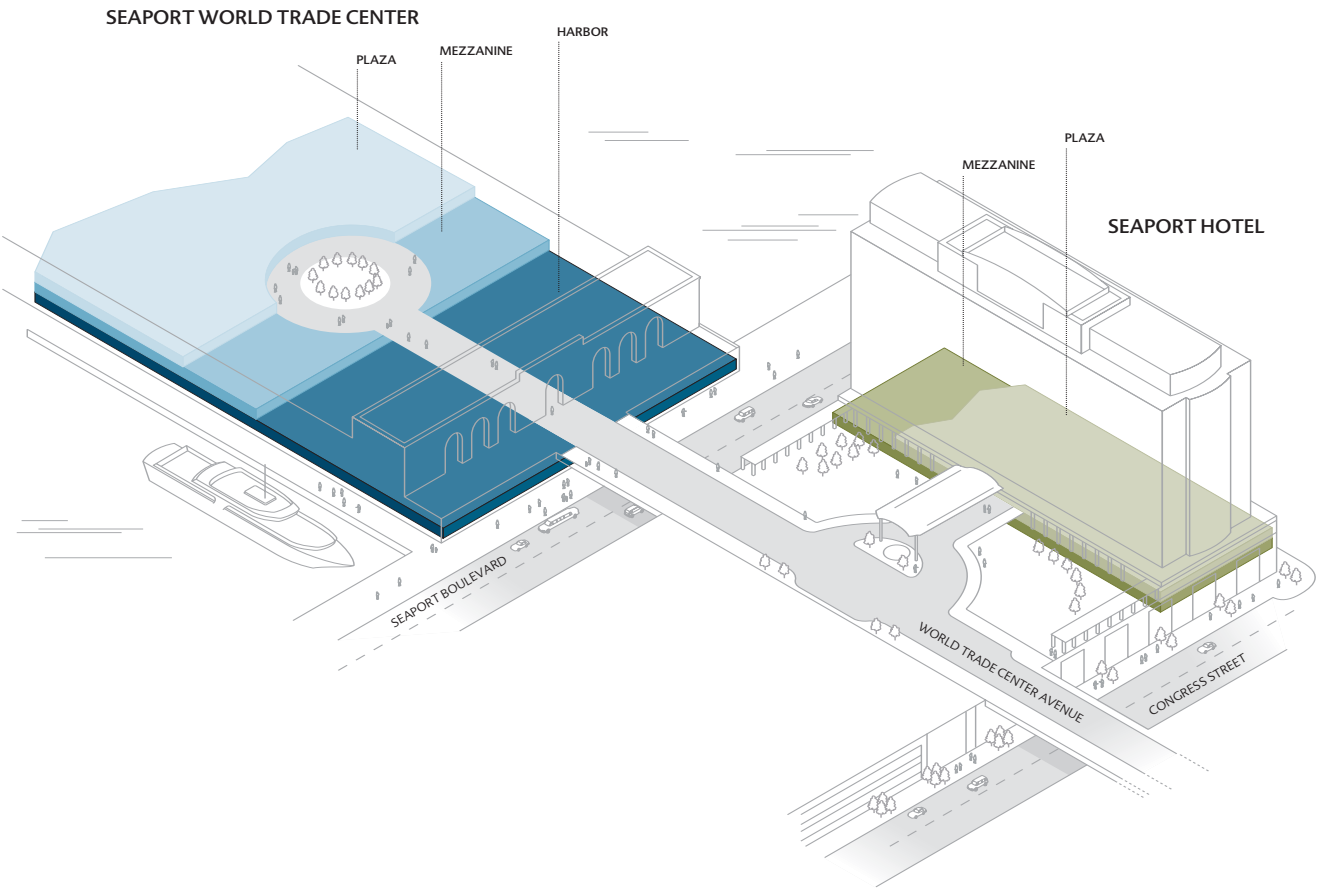 SEAPORT WORLD TRADE CENTER
HARBOR
MEZZANINE
PLAZA
PLAZA
MEZZANINE
SEAPORT HOTEL
SEAPORT BOULEVARD
WORLD TRADE CENTER AVENUE
CONGRESS STREET